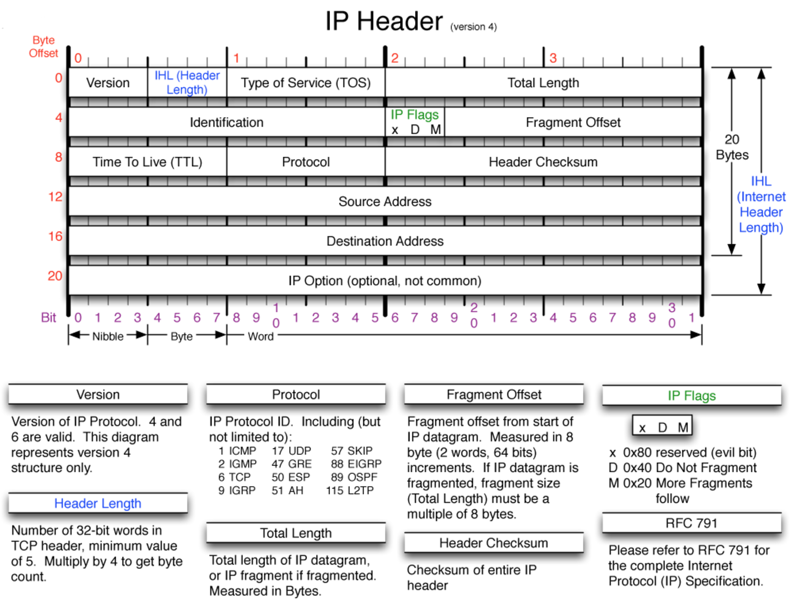 IP Header (version 4)
Byte
Offset
0 1 2 3
0 Version IHL (Header Length) Type of Service (TOS) Total Length
4 Identification IP Flags x D M Fragment Offset
8 Time To Live (TTL) Protocol Header Checksum
12 Source Address
16 Destination Address
20 IP Option (optional, not common)
20
Bytes
IHL
(Internet
Header
Length)
Bit 0 1 2 3 4 5 6 7 8 9 10 1 2 3 4 5 6 7 8 9 20 1 2 3 4 5 6 7 8 9 30 1
Nibble Byte Word
Version
Version of IP Protocol. 4 and
6 are valid. This diagram
represents version 4
structure only.
Header Length
Number of 32-bit words in
TCP header, minimum value
of 5. Multiply by 4 to get byte
count.
Protocol
IP Protocol ID. Including (but
not limited to):
1 ICMP 17 UDP 57 SKIP
2 IGMP 47 GRE 88 EIGRP
6 TCP 50 ESP 89 OSPF
9 IGRP 51 AH 115 L2TP
Total Length
Total length of IP datagram,
or IP fragment if fragmented.
Measured in Bytes.
Fragment Offset
Fragment offset from start of
IP datagram. Measured in 8
byte (2 words, 64 bits)
increments. If IP datagram is
fragmented, fragment size
(Total Length) must be a
multiple of 8 bytes.
Header Checksum
Checksum of entire IP
header
IP Flags
x D M
x 0x80 reserved (evil bit)
D 0x40 Do Not Fragment
M 0x20 More Fragments
follow
RFC 791
Please refer to RFC 791 for
the complete Internet
Protocol (IP) Specification.